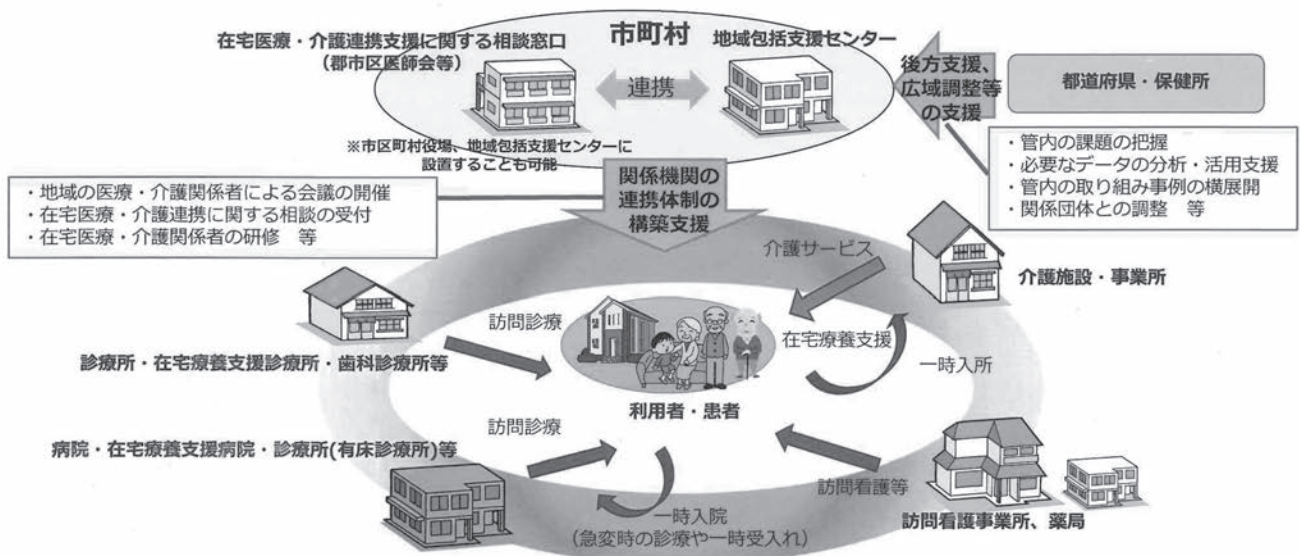 市町村
在宅医療・介護連携支援に関する相談窓口
(郡市区医師会等)
地域包括支援センター
連携
※市区町村役場、地域包括支援センターに
設置することも可能
後方支援、
広域調整等
の支援
都道府県・保健所
・管内の課題の把握
・必要なデータの分析・活用支援
・管内の取り組み事例の横展開
・関係団体との調整　等
関係機関の
連携体制の
構築支援
・地域の医療・介護関係者による会議の開催
・在宅医療・介護連携に関する相談の受付
・在宅医療・介護関係者の研修　等
介護サービス
介護施設・事業所
訪問診療
在宅療養支援
一時入所
診療所・在宅療養支援診療所・歯科診療所等
利用者・患者
訪問診療
病院・在宅療養支援病院・診療所(有床診療所)等
訪問看護等
訪問看護事業所、薬局
一時入院
(急変時の診療や一時受入れ)